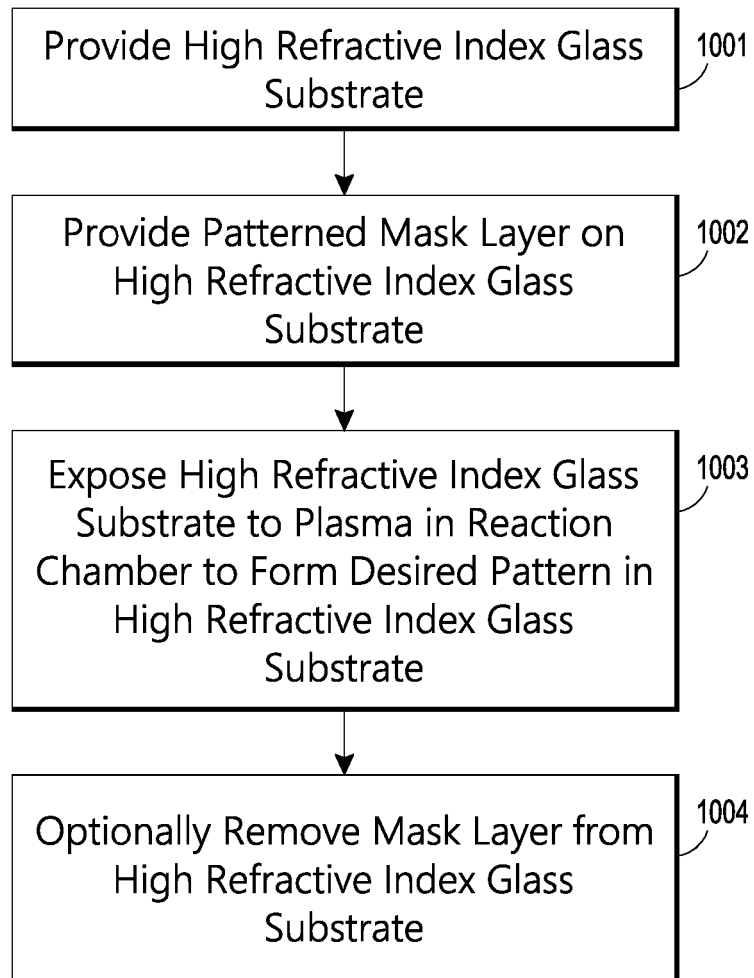 Provide High Refractive Index Glass
Substrate
1001
Provide Patterned Mask Layer on
High Refractive Index Glass
Substrate
1002
Expose High Refractive Index Glass
Substrate to Plasma in Reaction
Chamber to Form Desired Pattern in
High Refractive Index Glass
Substrate
1003
Optionally Remove Mask Layer from
High Refractive Index Glass
Substrate
1004